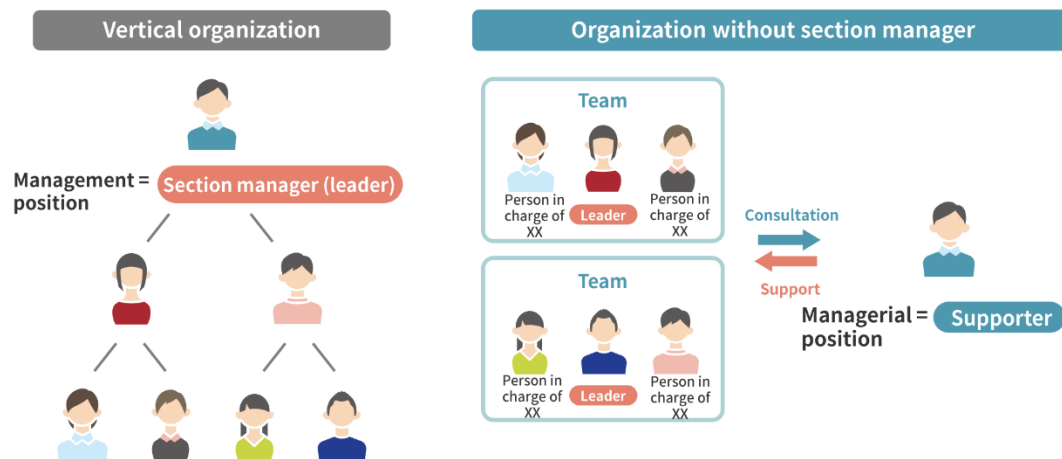 Vertical organization
Management =
position
Section manager (leader)
Organization without section manager
Team
Person in
charge of
XX
Leader
Person in
charge of
XX
Team
Person in
charge of
XX
Leader
Person in
charge of
XX
Consultation
Support
Managerial =
position
Supporter